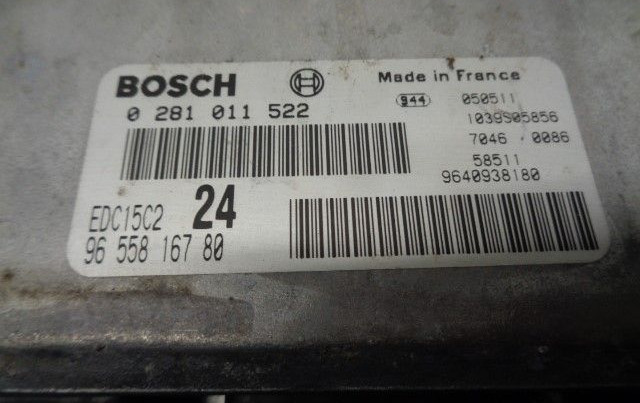 BOSCH
Made in France
0 281 011 522
944 050511
1039S05856
7046 0086
58511
9640938180
EDC15C2 24
96 558 167 80